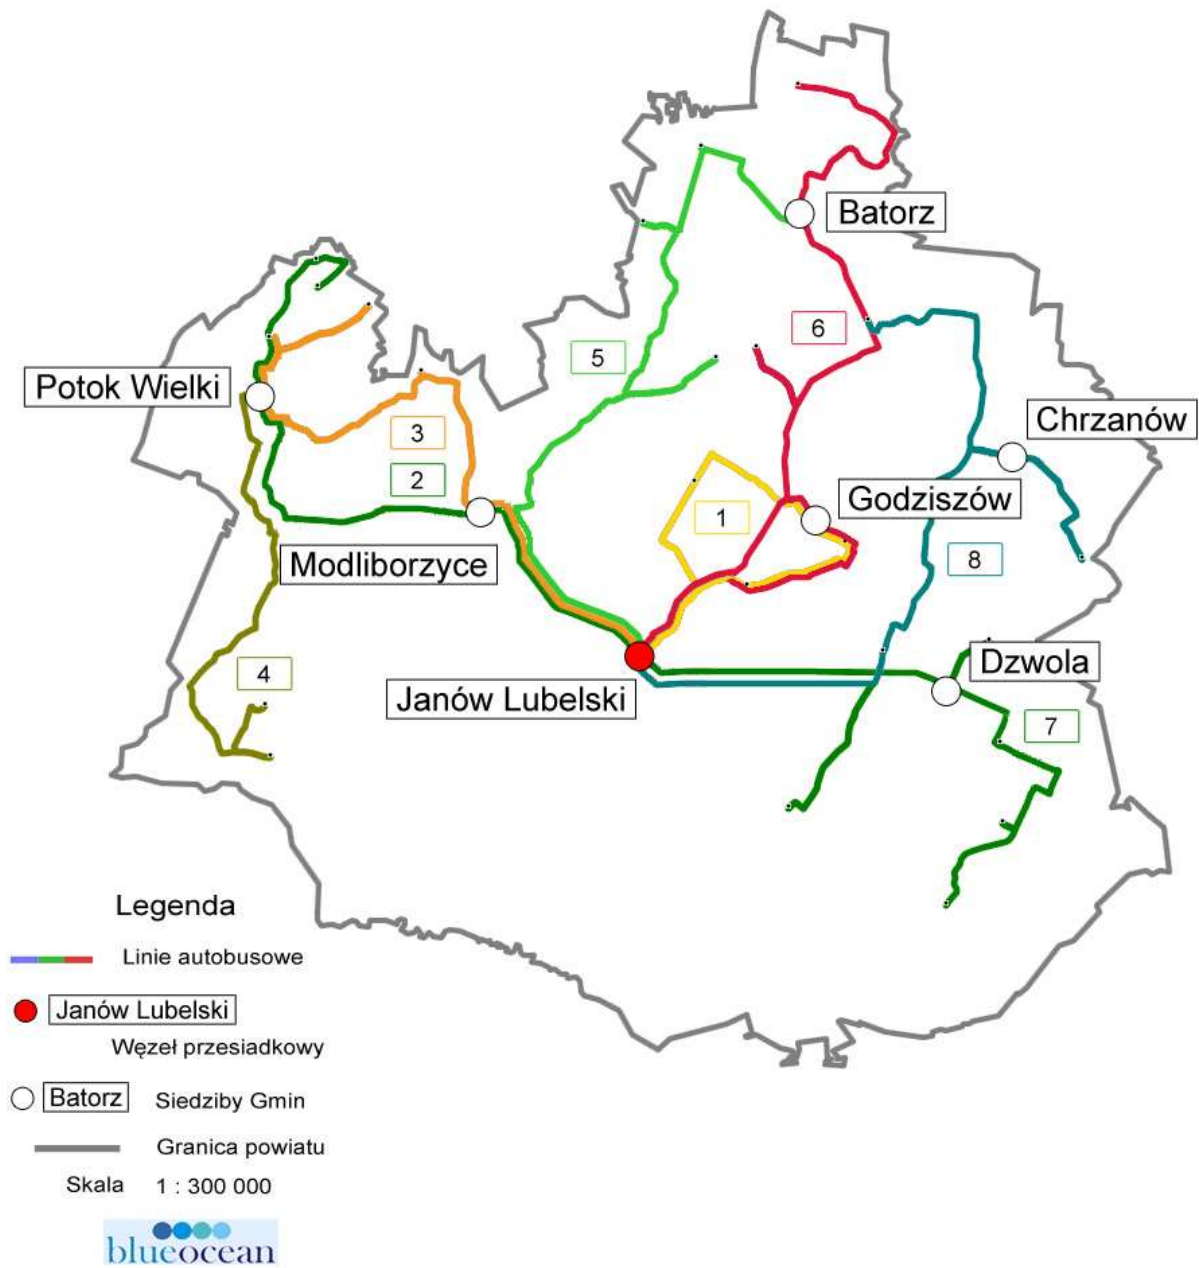 Batorz
6
5
Potok Wielki
Chrzanów
3
2
Godziszów
1
Modliborzyce
8
Dzwola
4
Janów Lubelski
7
Legenda
Linie autobusowe
Janów Lubelski
Węzeł przesiadkowy
Batorz Siedziby Gmin
Granica powiatu
Skala 1 : 300 000
blueocean